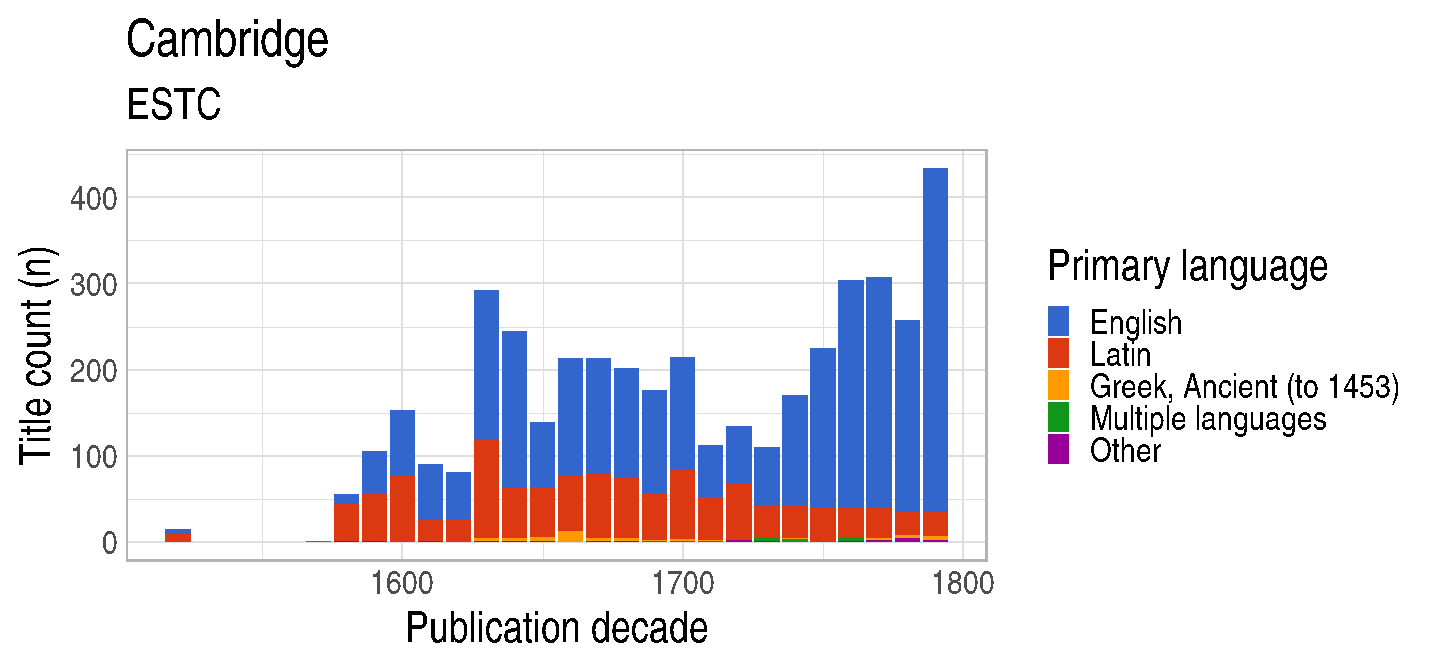 Cambridge
ESTC
Title count (n)
400
300
200
100
0
1600 1700 1800
Publication decade
Primary language
English
Latin
Greek, Ancient (to 1453)
Multiple languages
Other